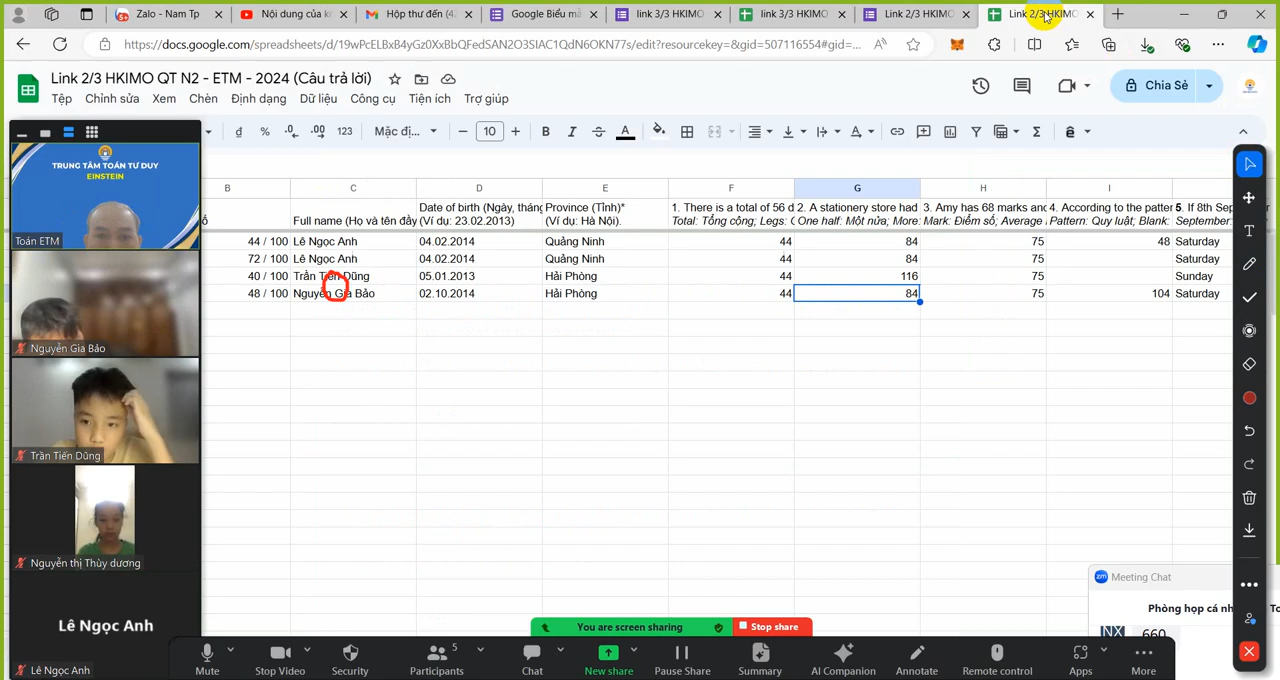 Zalo - Nam Tp
Nội dung của k
Hộp thư đến (4
Google Biểu m
link 3/3 HKIMO
link 3/3 HKIMO
Link 2/3 HKIMO
Link 2/3 HKIMO
https://docs.google.com/spreadsheets/d/19wPcELBxB4yGz0XxBbQFedSAN2O3SIAC1QdN6OKN77s/edit?resourcekey=&gid=507116554#gid=...
Link 2/3 HKIMO QT N2 - ETM - 2024 (Câu trả lời)
Tệp Chỉnh sửa Xem Chèn Định dạng Dữ liệu Công cụ Tiện ích Trợ giúp
Chia Sẻ
đ % .0 .00 123 Mặc đị... 10 B I A
B C D E F G H I
Full name (Họ và tên đầy
Date of birth (Ngày, tháng
(Ví dụ: 23.02.2013)
Province (Tỉnh)*
(Ví dụ: Hà Nội).
1. There is a total of 56 d
Total: Tổng cộng; Legs: C
2. A stationery store had
One half: Một nửa; More:
3. Amy has 68 marks and
Mark: Điểm số; Average
4. According to the patter
Pattern: Quy luật; Blank:
5. If 8th Sep
September:
44 / 100 Lê Ngọc Anh 04.02.2014 Quảng Ninh 44 84 75 48 Saturday
72 / 100 Lê Ngọc Anh 04.02.2014 Quảng Ninh 44 84 75 Saturday
40 / 100 Trần Tiến Dũng 05.01.2013 Hải Phòng 44 116 75 Sunday
48 / 100 Nguyễn Gia Bảo 02.10.2014 Hải Phòng 44 84 75 104 Saturday
TRUNG TÂM TOÁN TƯ DUY
EINSTEIN
Toán ETM
Nguyễn Gia Bảo
Trần Tiến Dũng
Nguyễn thị Thùy dương
Lê Ngọc Anh
Lê Ngọc Anh
zm Meeting Chat
Phòng họp cá nh
NX 660
You are screen sharing
Stop share
5
Mute Stop Video Security Participants Chat New share Pause Share Summary AI Companion Annotate Remote control Apps More